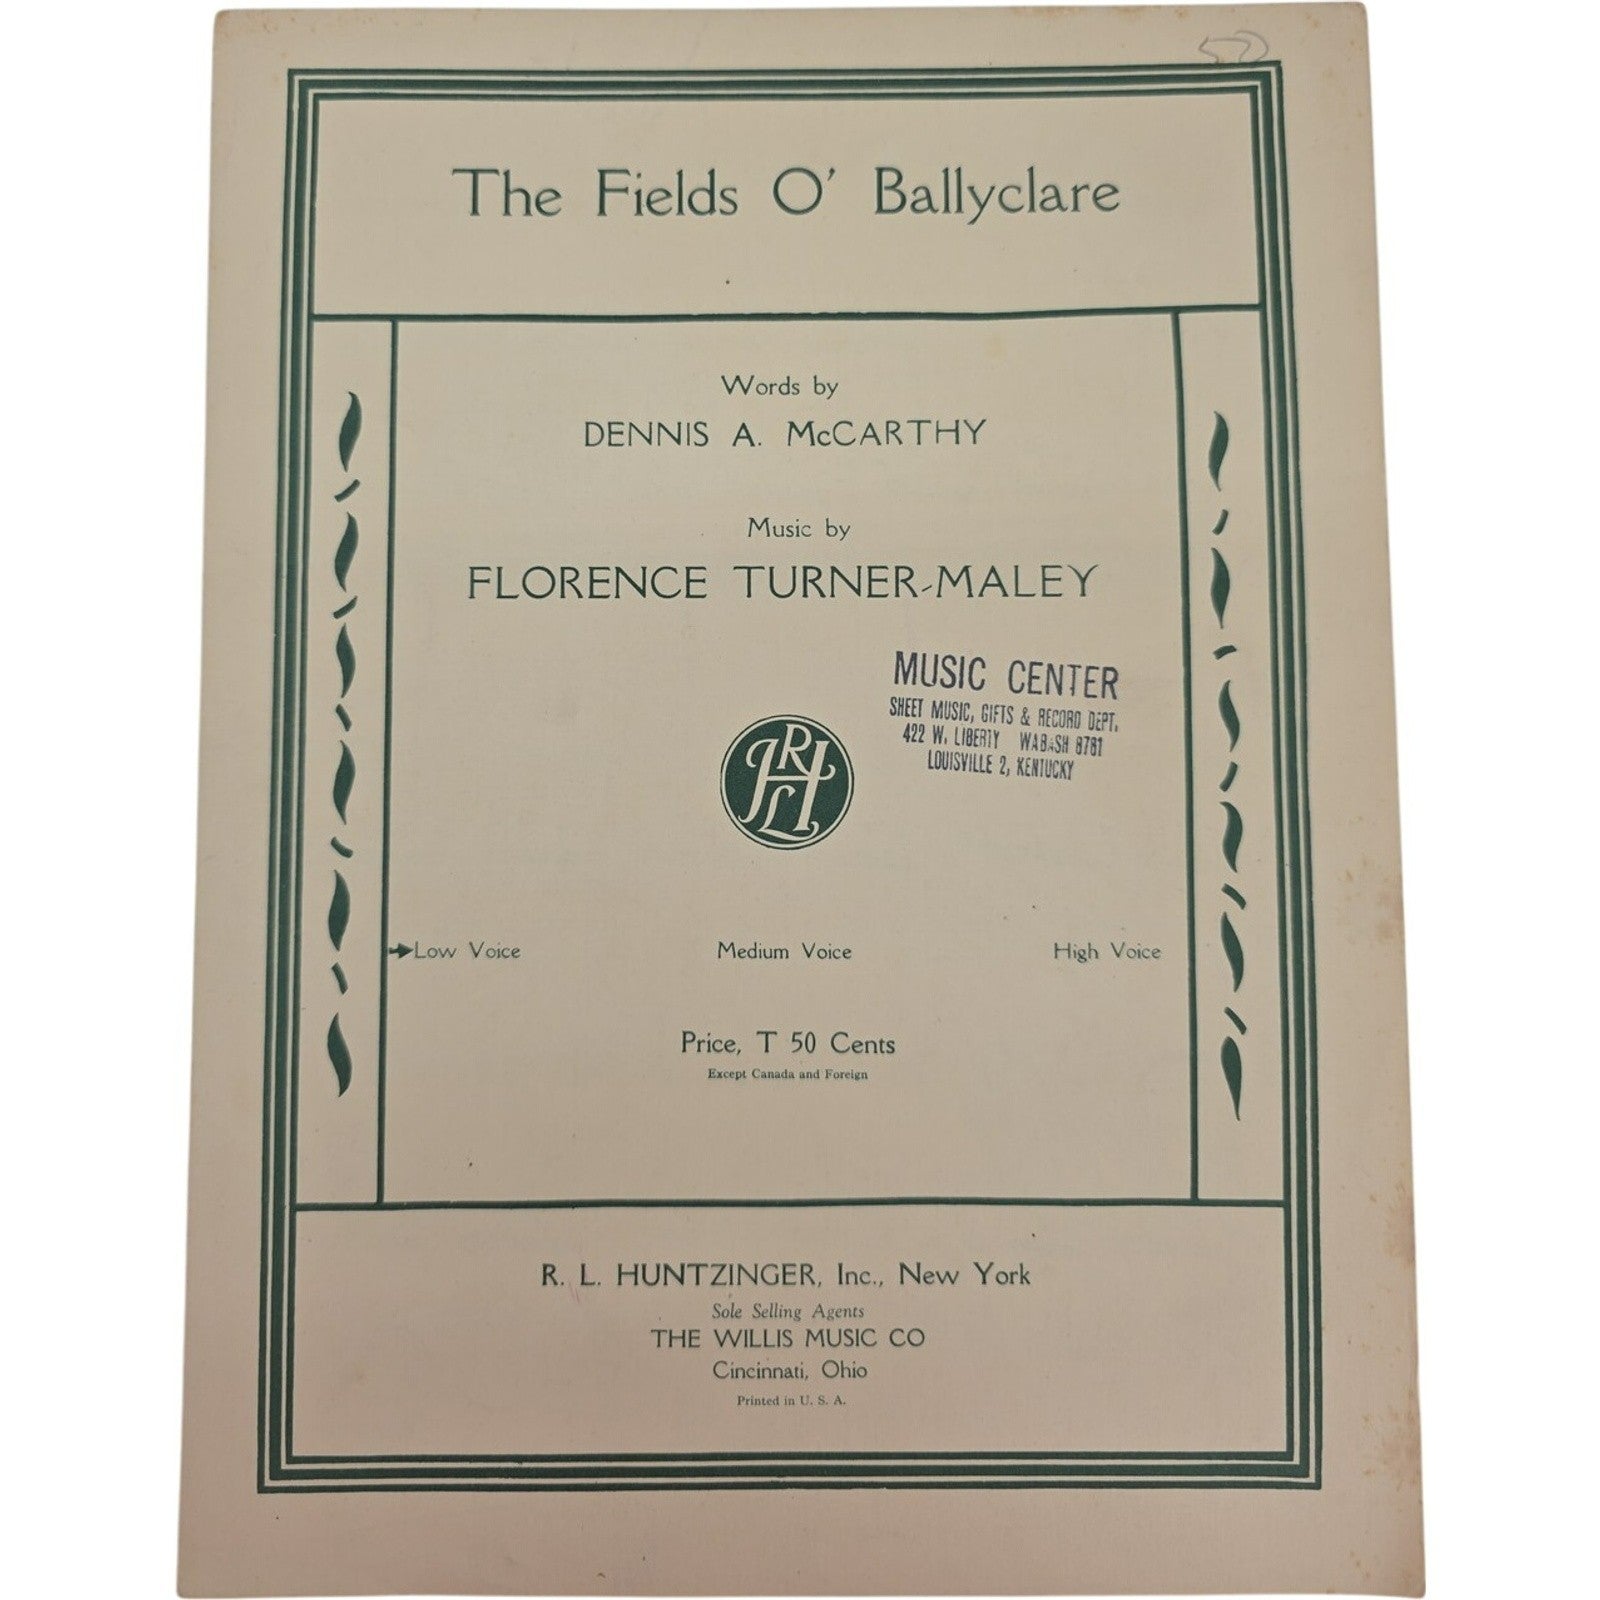 The Fields O' Ballyclare
Words by
DENNIS A. McCARTHY
Music by
FLORENCE TURNER-MALEY
MUSIC CENTER
SHEET MUSIC, GIFTS & RECORD DEPT.
422 W. LIBERTY WABASH 8781
LOUISVILLE 2, KENTUCKY
RLH
Low Voice Medium Voice High Voice
Price, T 50 Cents
Except Canada and Foreign
R. L. HUNTZINGER, Inc., New York
Sole Selling Agents
THE WILLIS MUSIC CO
Cincinnati, Ohio
Printed in U. S. A.